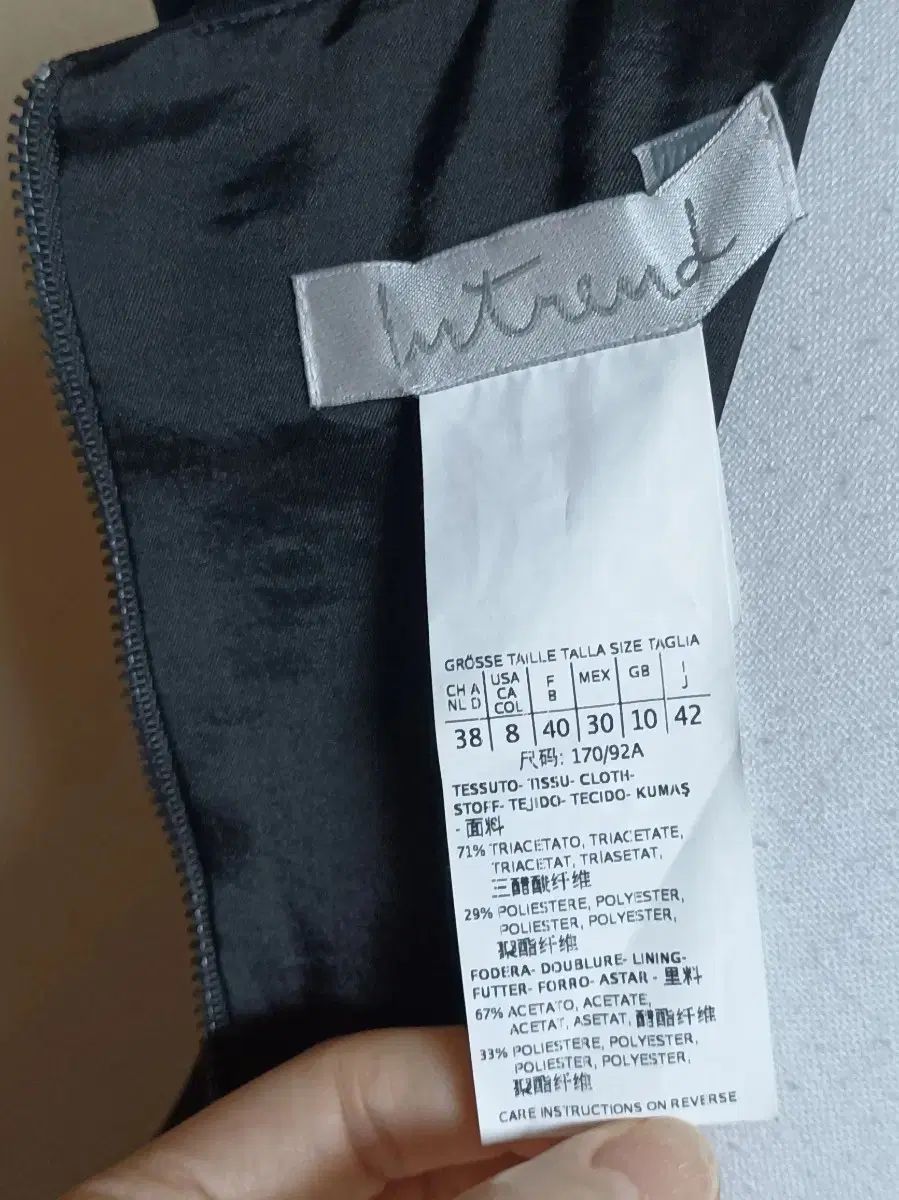 Intrend
GRÖSSE TAILLE TALLA SIZE TAGLIA
CH A USA F MEX GB I
NL D CA B J
COL
38 8 40 30 10 42
尺码: 170/92A
TESSUTO- TISSU- CLOTH-
STOFF- TEJIDO- TECIDO- KUMAŞ
- 面料
71% TRIACETATO, TRIACETATE,
TRIACETAT, TRIASETAT,
三醋酸纤维
29% POLIESTERE, POLYESTER,
POLIESTER, POLYESTER,
聚酯纤维
FODERA- DOUBLURE- LINING-
FUTTER- FORRO- ASTAR - 里料
67% ACETATO, ACETATE,
ACETAT, ASETAT, 醋酯纤维
33% POLIESTERE, POLYESTER,
POLIESTER, POLYESTER,
聚酯纤维
CARE INSTRUCTIONS ON REVERSE